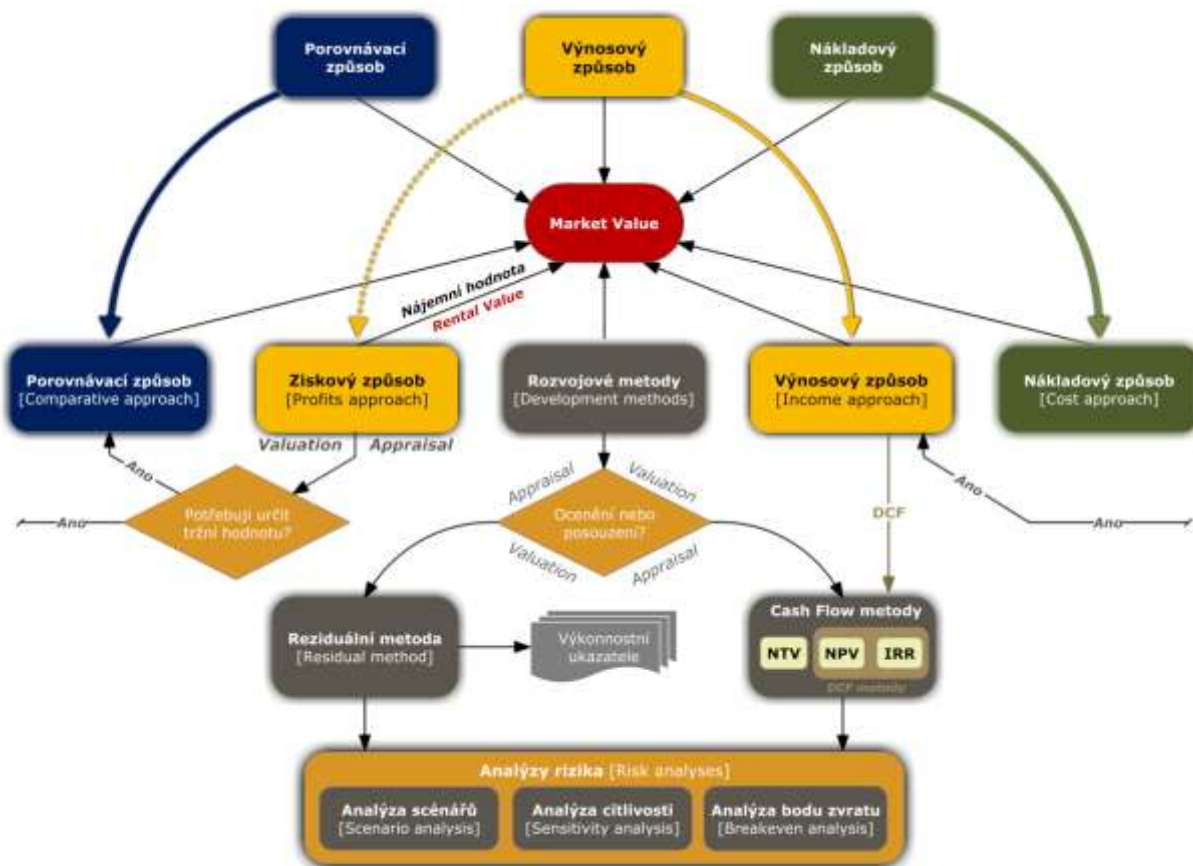 Porovnávací
způsob
Výnosový
způsob
Nákladový
způsob
Market Value
Nájemní hodnota
Rental Value
Porovnávací způsob
[Comparative approach]
Ziskový způsob
[Profits approach]
Rozvojové metody
[Development methods]
Výnosový způsob
[Income approach]
Nákladový způsob
[Cost approach]
Valuation
Appraisal
Ano
Ano
Potřebuji určit
tržní hodnotu?
Appraisal
Valuation
Ocenění nebo
posouzení?
Valuation
Appraisal
DCF
Ano
Ano
Reziduální metoda
[Residual method]
Výkonnostní
ukazatele
Cash Flow metody
NTV
NPV
IRR
DCF metody
Analýzy rizika [Risk analyses]
Analýza scénářů
[Scenario analysis]
Analýza citlivosti
[Sensitivity analysis]
Analýza bodu zvratu
[Breakeven analysis]